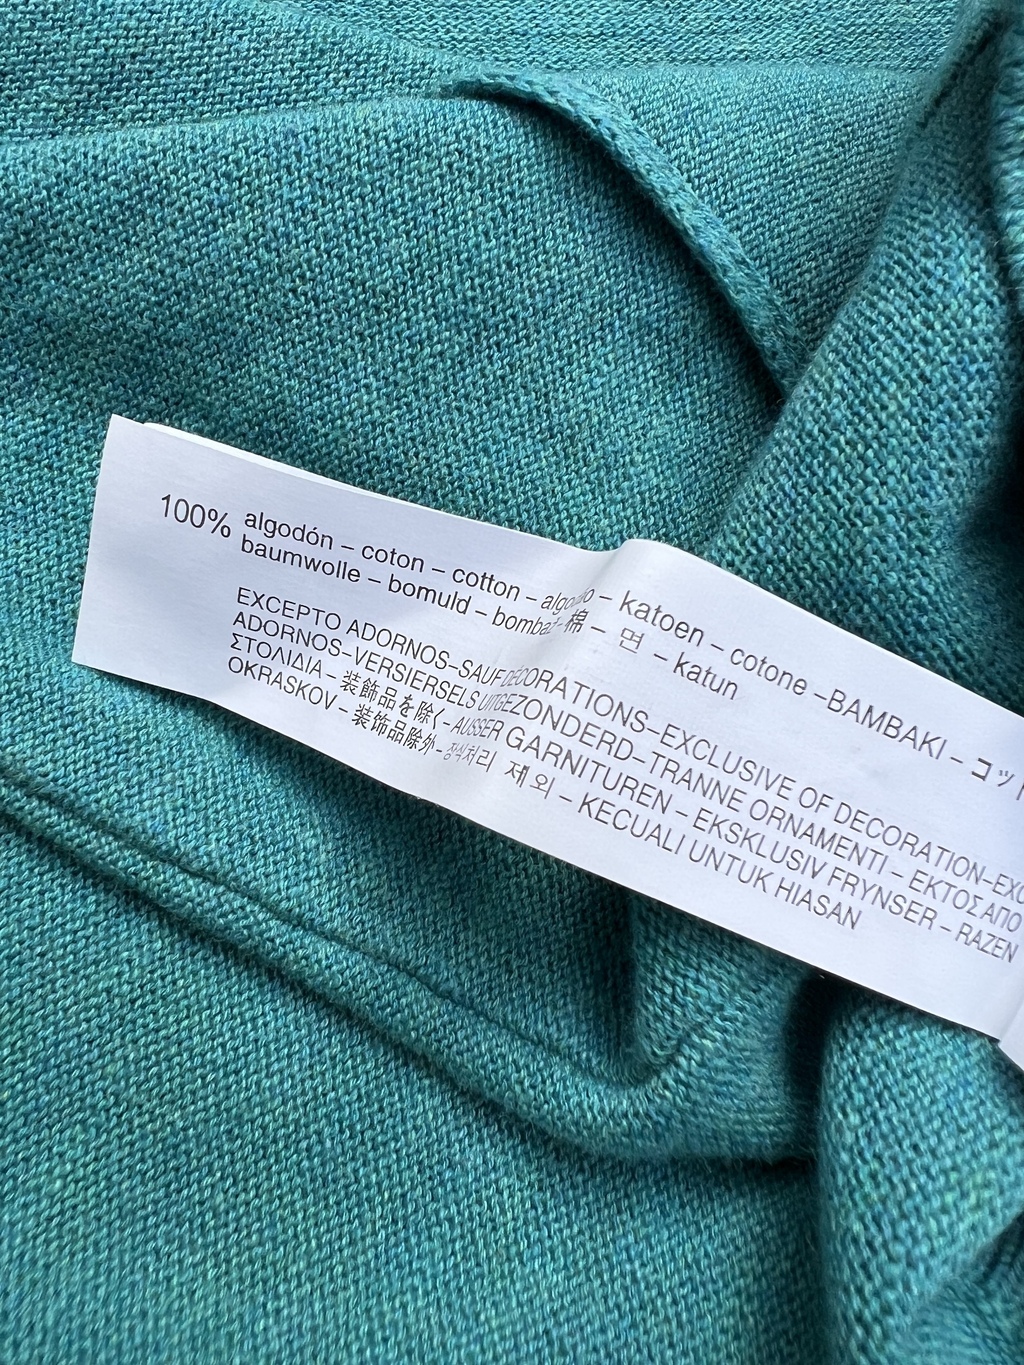 100% algodón – coton – cotton – – katoen – cotone –BAMBAKI – コット
baumwolle – bomuld – bombaž- 棉 – 면 – katun
EXCEPTO ADORNOS–SAUF DÉCORATIONS–EXCLUSIVE OF DECORATION–EXC
ADORNOS–VERSIERSELS UITGEZONDERD–TRANNE ORNAMENTI – ΕΚΤΟΣ ΑΠΟ
ΣΤΟΛΙΔΙΑ – 装飾品を除く– AUSSER GARNITUREN – EKSKLUSIV FRYNSER – RAZEN
OKRASKOV – 装饰品除外– 장식처리 제외 – KECUALI UNTUK HIASAN